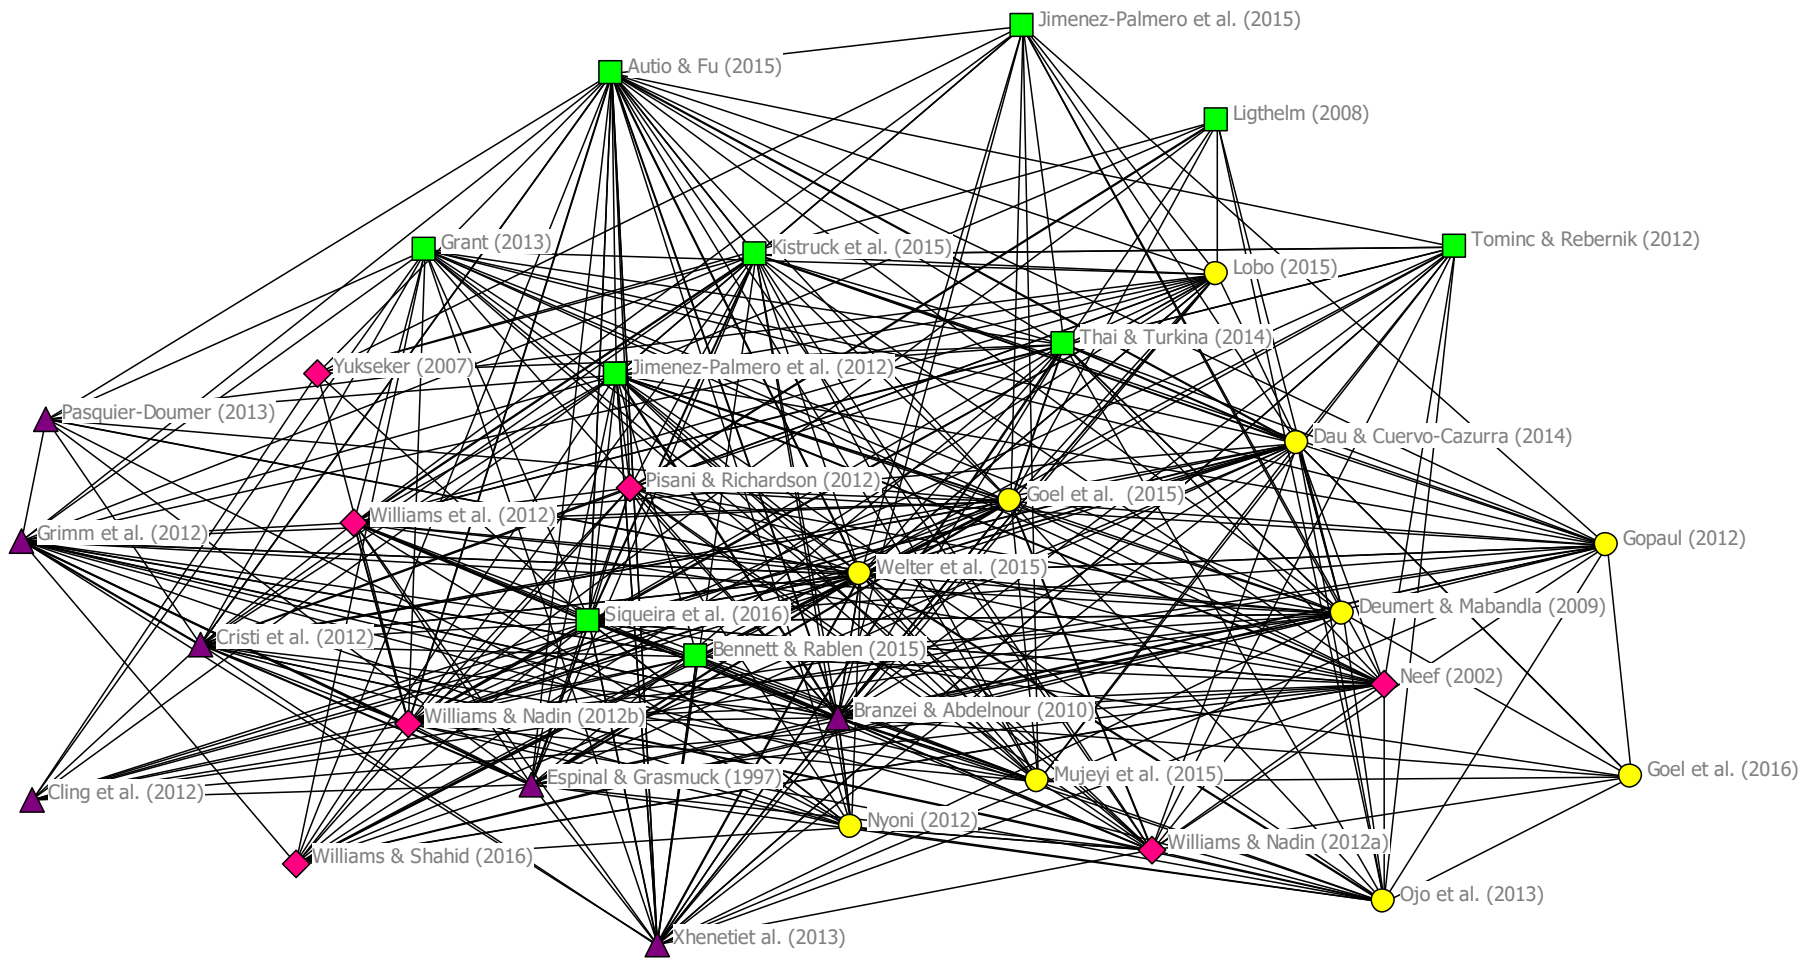 Jimenez-Palmero et al. (2015)
Autio & Fu (2015)
Ligthelm (2008)
Grant (2013)
Kistruck et al. (2015)
Tominc & Rebernik (2012)
Lobo (2015)
Thai & Turkina (2014)
Yukseker (2007)
Jimenez-Palmero et al. (2012)
Pasquier-Doumer (2013)
Dau & Cuervo-Cazurra (2014)
Pisani & Richardson (2012)
Goel et al.  (2015)
Williams et al. (2012)
Grimm et al. (2012)
Gopaul (2012)
Welter et al. (2015)
Deumert & Mabandla (2009)
Siqueira et al. (2016)
Cristi et al. (2012)
Bennett & Rablen (2015)
Neef (2002)
Williams & Nadin (2012b)
Branzei & Abdelnour (2010)
Goel et al. (2016)
Mujeyi et al. (2015)
Espinal & Grasmuck (1997)
Cling et al. (2012)
Nyoni (2012)
Williams & Nadin (2012a)
Williams & Shahid (2016)
Ojo et al. (2013)
Xhenetiet al. (2013)